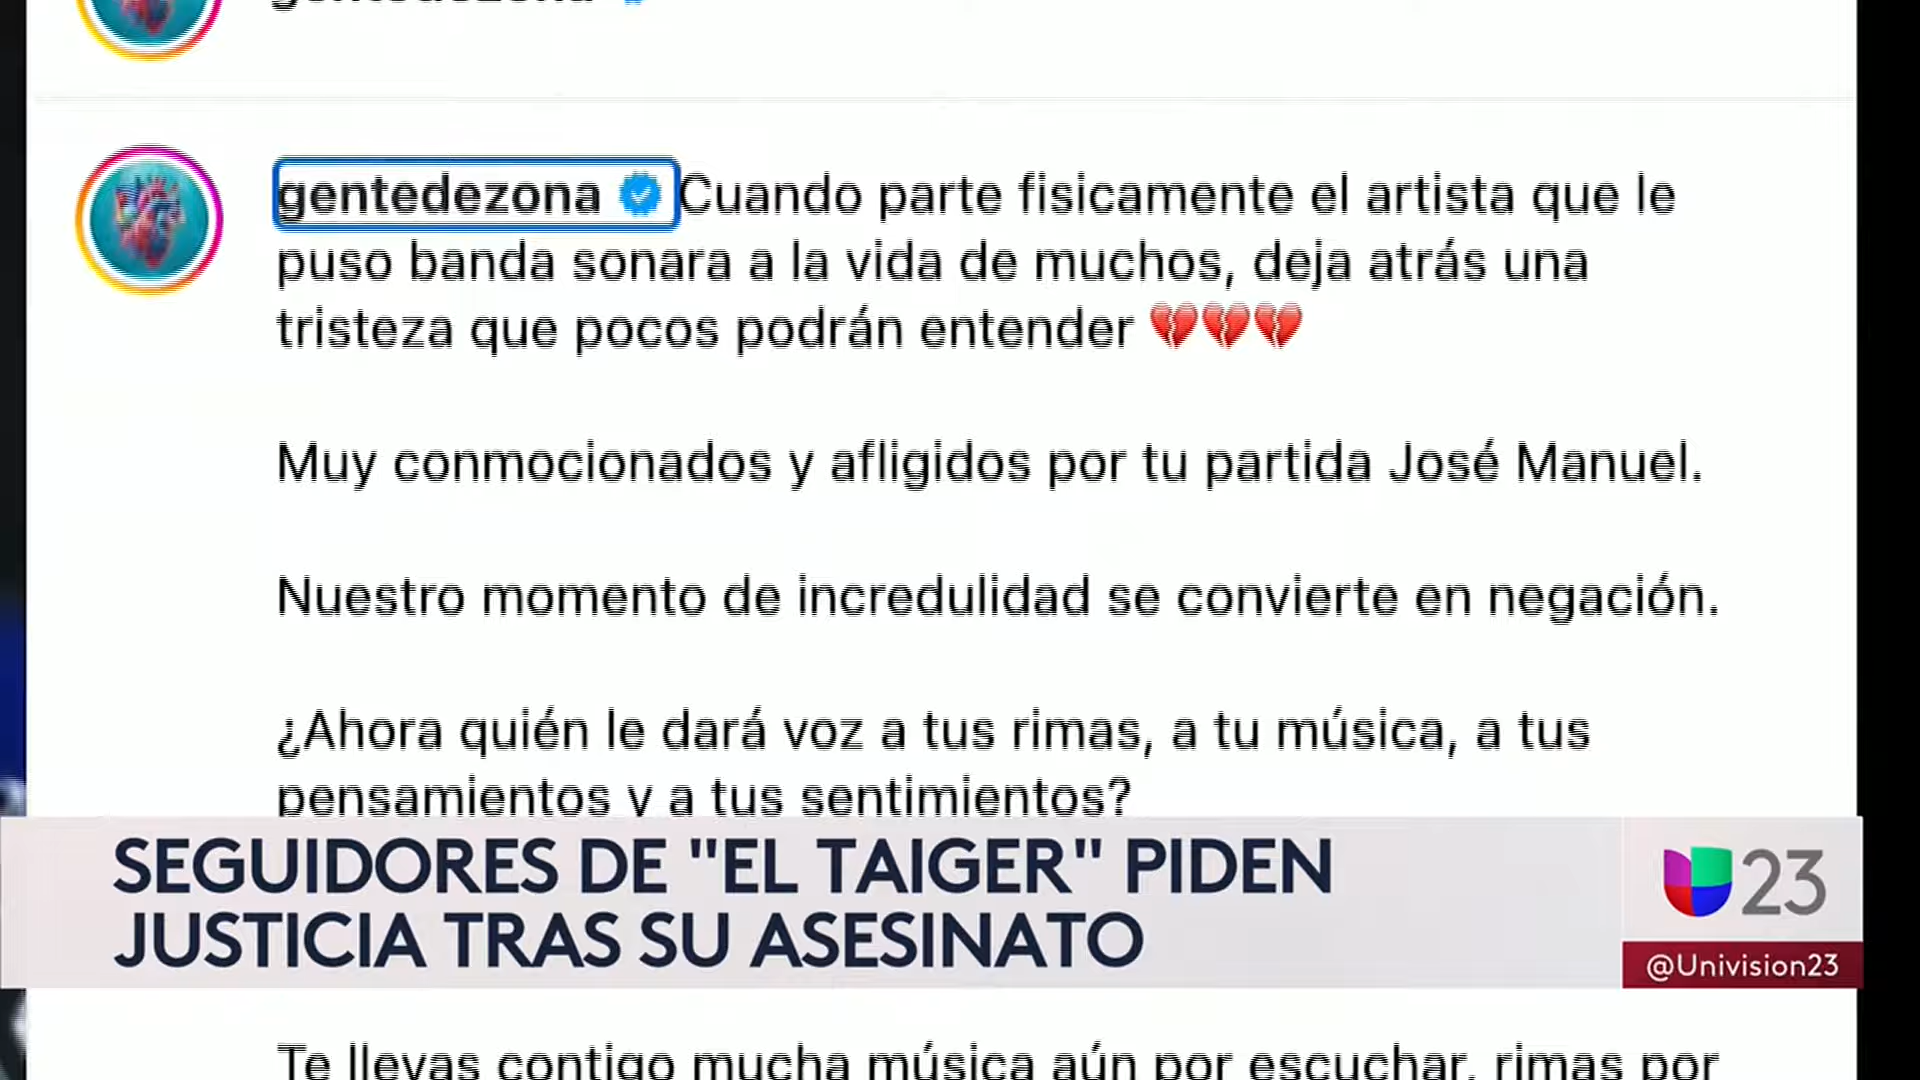 gentedezona
gentedezona Cuando parte fisicamente el artista que le
puso banda sonara a la vida de muchos, deja atrás una
tristeza que pocos podrán entender 💔💔💔
Muy conmocionados y afligidos por tu partida José Manuel.
Nuestro momento de incredulidad se convierte en negación.
¿Ahora quién le dará voz a tus rimas, a tu música, a tus
pensamientos y a tus sentimientos?
SEGUIDORES DE "EL TAIGER" PIDEN
JUSTICIA TRAS SU ASESINATO
23
@Univision23
Te llevas contigo mucha música aún por escuchar, rimas por